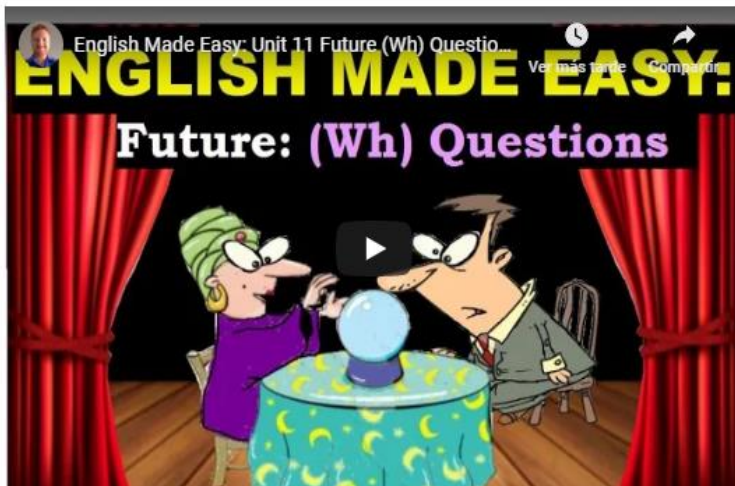 English Made Easy: Unit 11 Future (Wh) Questio...
Ver más tarde
Compartir
ENGLISH MADE EASY:
Future: (Wh) Questions